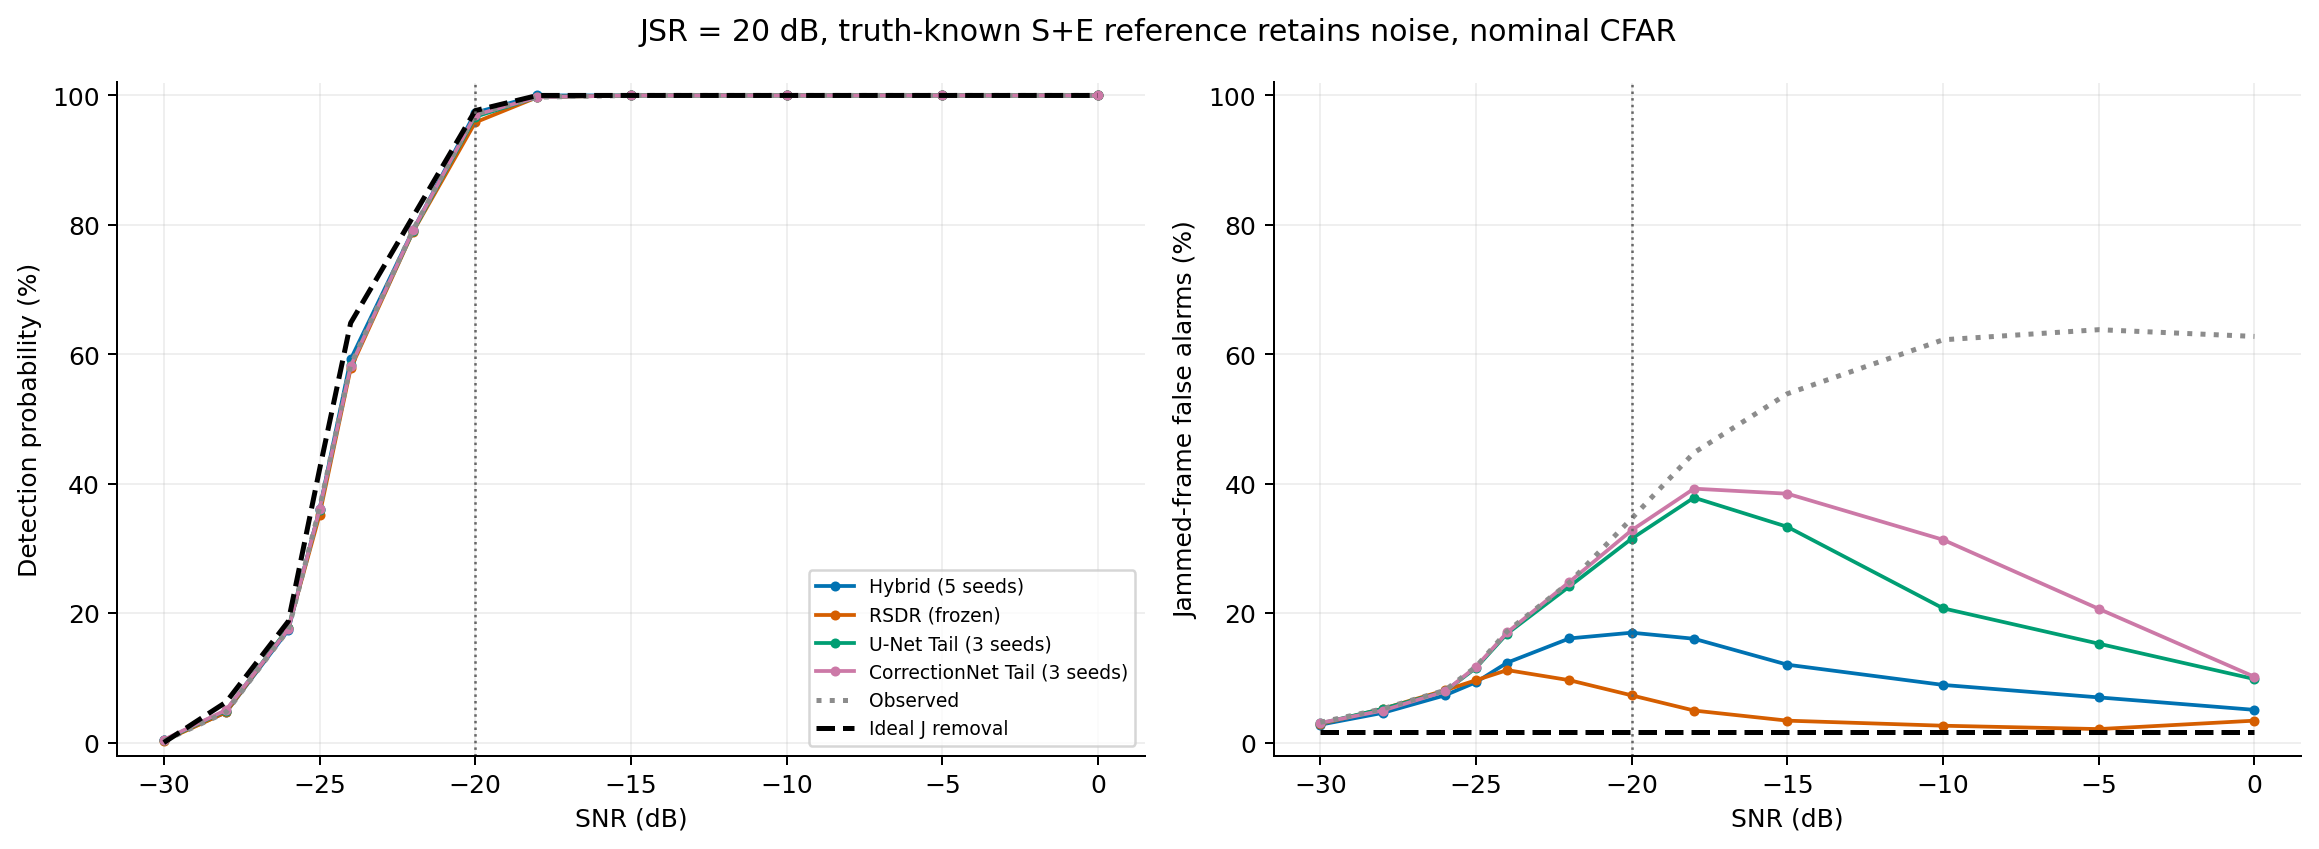 JSR = 20 dB, truth-known S+E reference retains noise, nominal CFAR
Detection probability (%)
100
80
60
40
20
0
−30
−25
−20
−15
−10
−5
0
SNR (dB)
Hybrid (5 seeds)
RSDR (frozen)
U-Net Tail (3 seeds)
CorrectionNet Tail (3 seeds)
Observed
Ideal J removal
Jammed-frame false alarms (%)
100
80
60
40
20
0
−30
−25
−20
−15
−10
−5
0
SNR (dB)